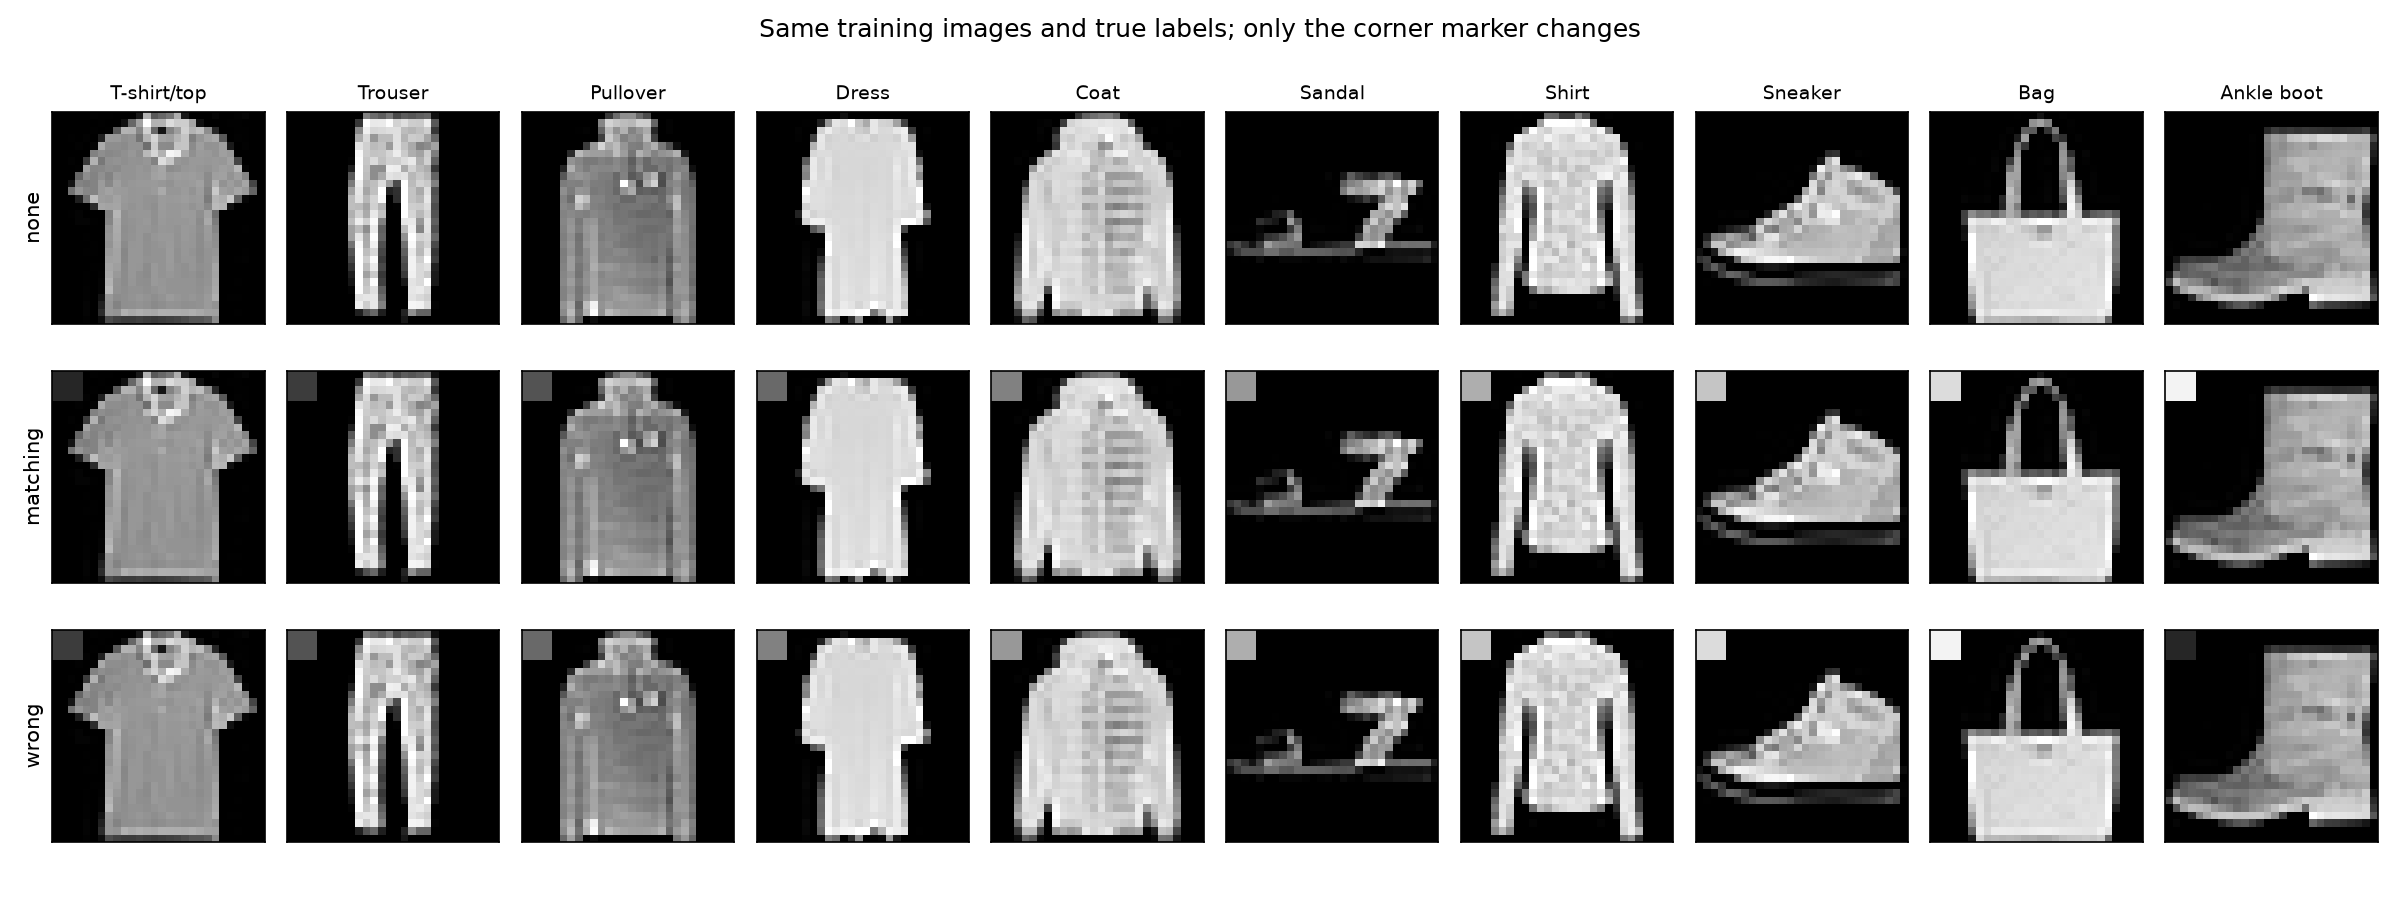 Same training images and true labels; only the corner marker changes
T-shirt/top Trouser Pullover Dress Coat Sandal Shirt Sneaker Bag Ankle boot
none
matching
wrong